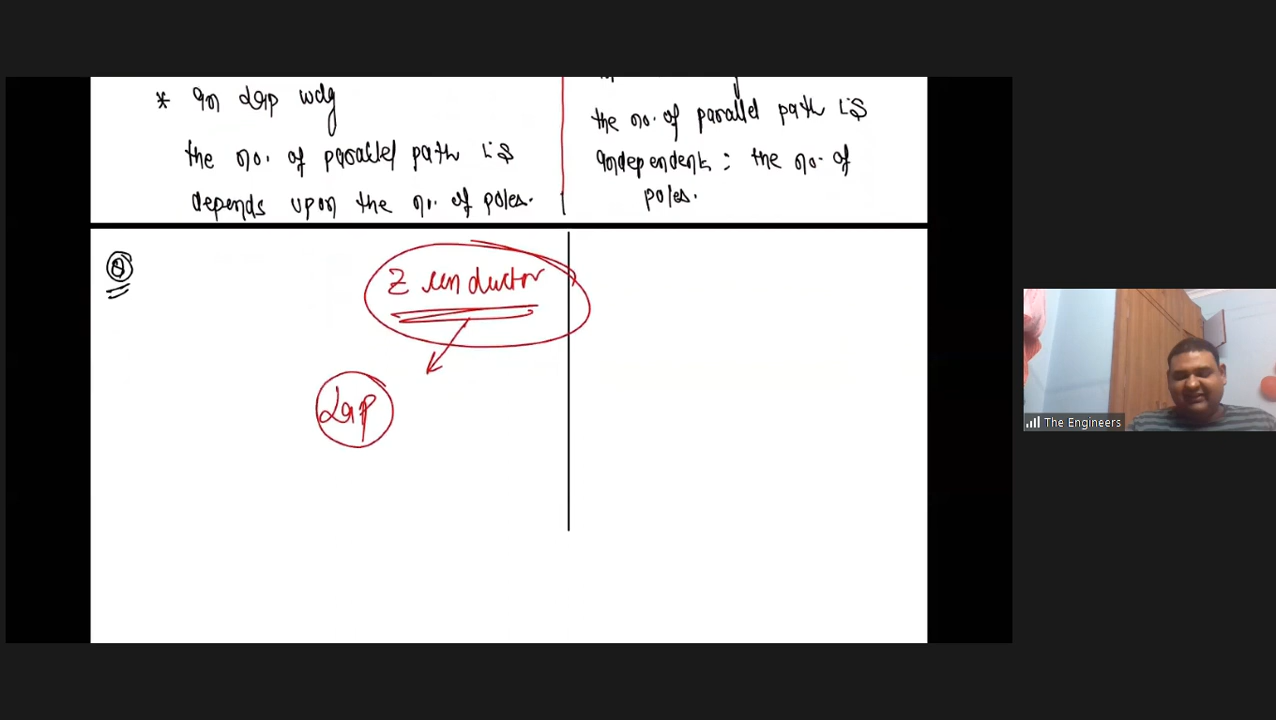 * In Lap wdg
the no. of parallel path is
depends upon the no. of poles.
the no. of parallel path is
independent : the no. of
poles.
Q
Z conductor
Lap
The Engineers